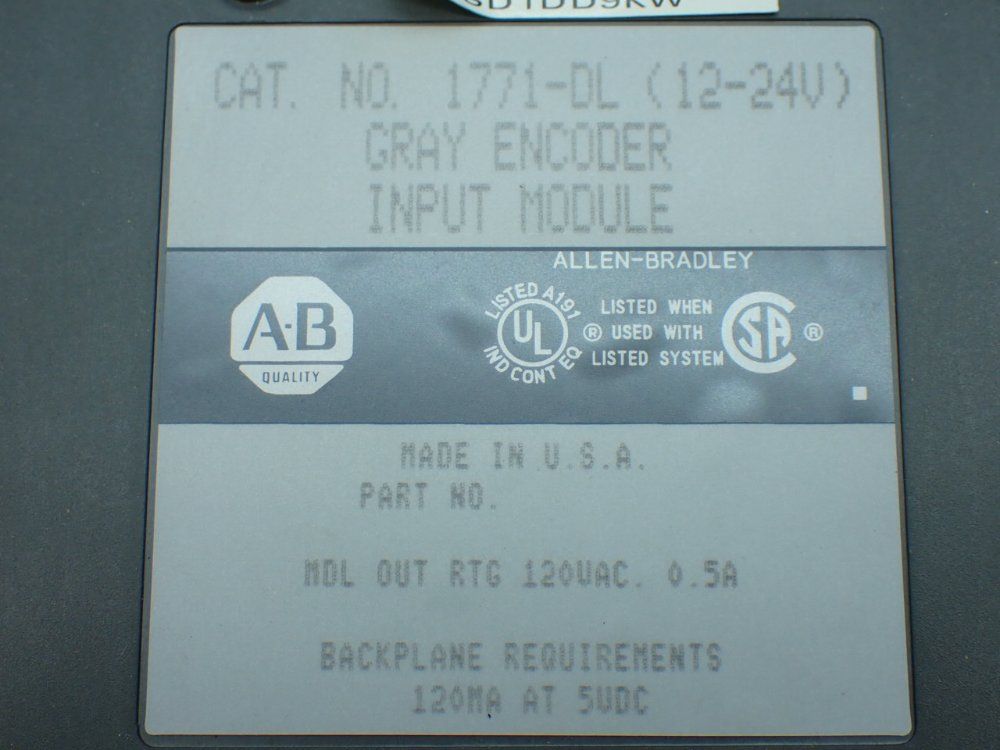 CAT. NO. 1771-DL (12-24V)
GRAY ENCODER
INPUT MODULE
ALLEN-BRADLEY
A·B
QUALITY
LISTED A191
UL
IND CONT EQ
®
LISTED WHEN
USED WITH
LISTED SYSTEM
SA
®
MADE IN U.S.A.
PART NO.
MDL OUT RTG 120VAC. 0.5A
BACKPLANE REQUIREMENTS
120MA AT 5VDC